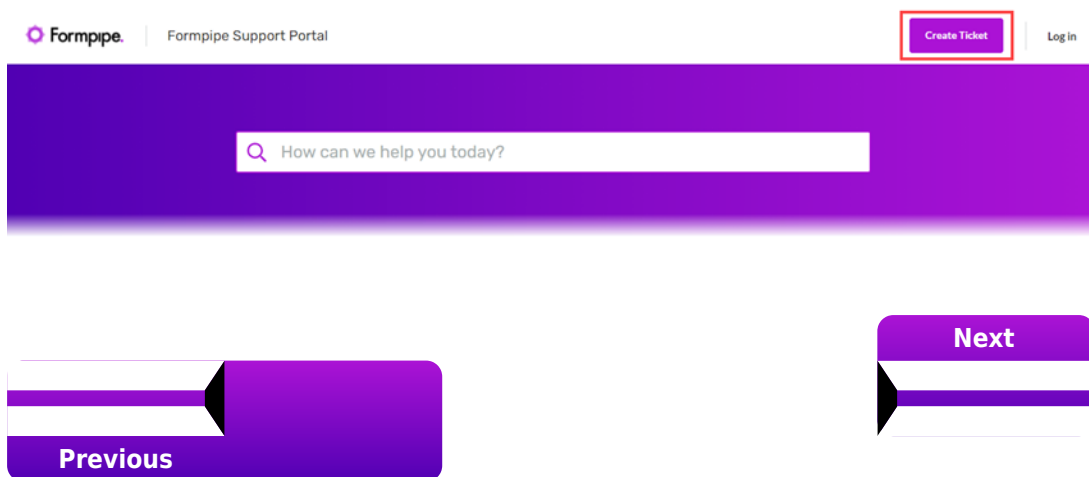 Formpipe.
Formpipe Support Portal
Create Ticket
Log in
How can we help you today?
Next
Previous